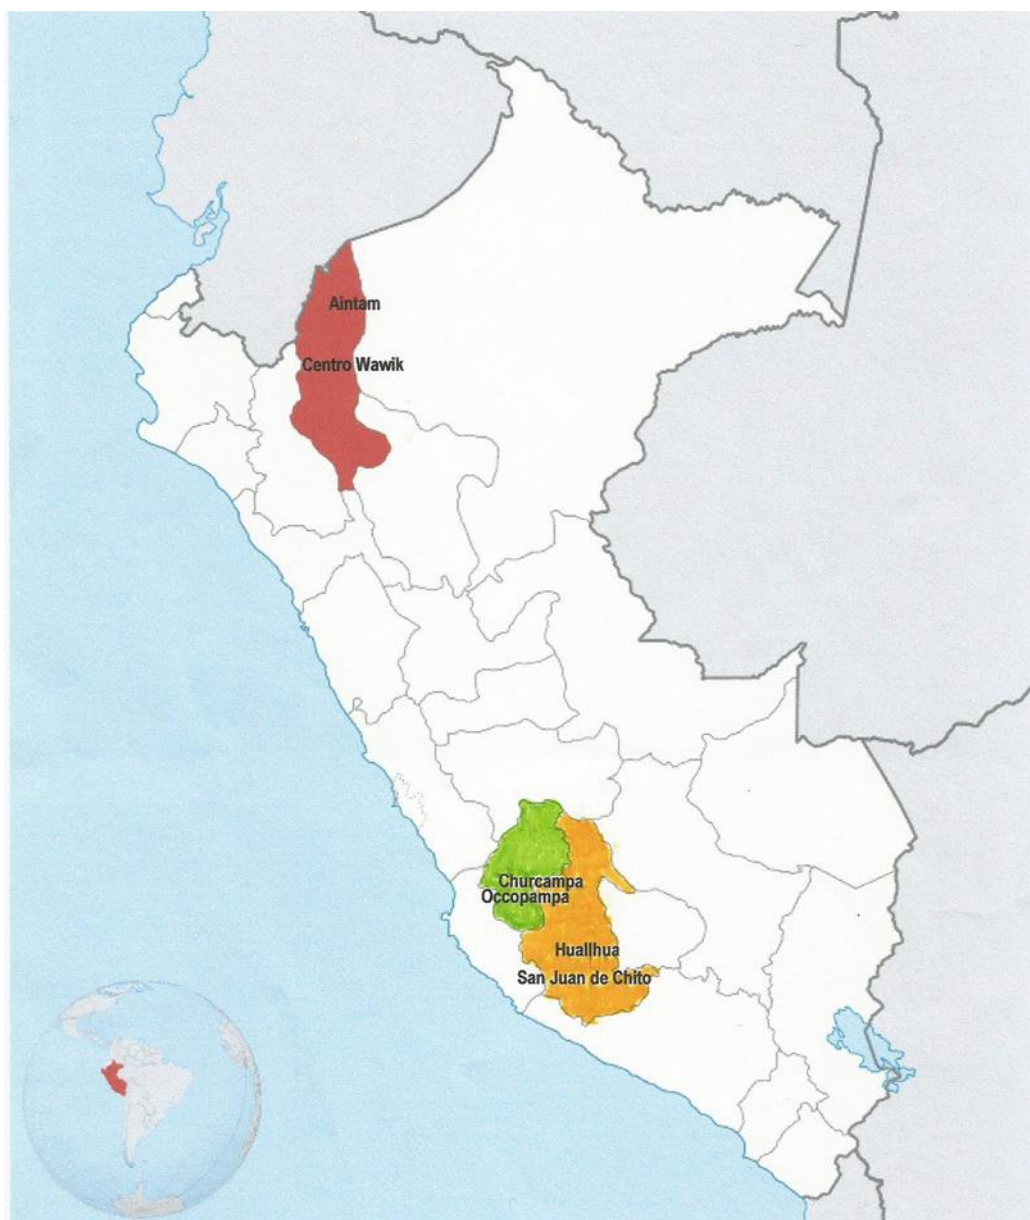 Aintam
Centro Wawik
Churcampa
Occopampa
Huallhua
San Juan de Chito